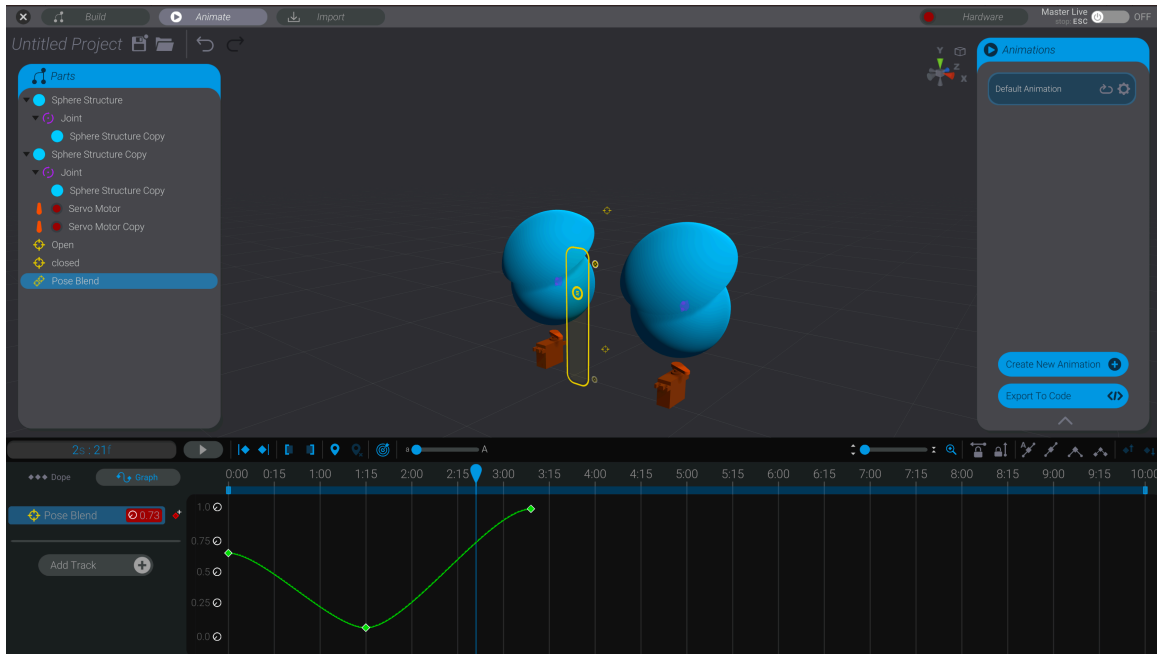 Build
Animate
Import
Hardware
Master Live
stop: ESC
OFF
Untitled Project
Parts
Sphere Structure
Joint
Sphere Structure Copy
Sphere Structure Copy
Joint
Sphere Structure Copy
Servo Motor
Servo Motor Copy
Open
closed
Pose Blend
Y
Z
X
Animations
Default Animation
Create New Animation
Export To Code
2s : 21f
a A
A
Dope
Graph
0:00 0:15 1:00 1:15 2:00 2:15 3:00 3:15 4:00 4:15 5:00 5:15 6:00 6:15 7:00 7:15 8:00 8:15 9:00 9:15 10:00
Pose Blend
0.73
Add Track
1.0
0.75
0.5
0.25
0.0